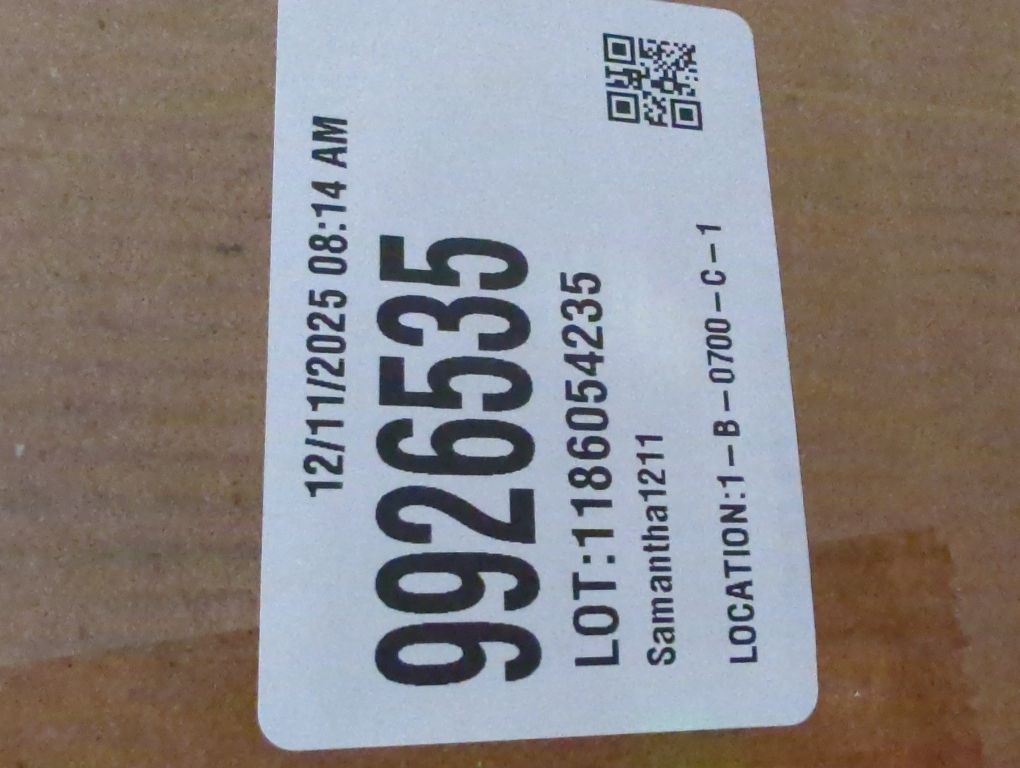 12/11/2025 08:14 AM
9926535
LOT:1186054235
Samantha1211
LOCATION:1-B-0700-C-1